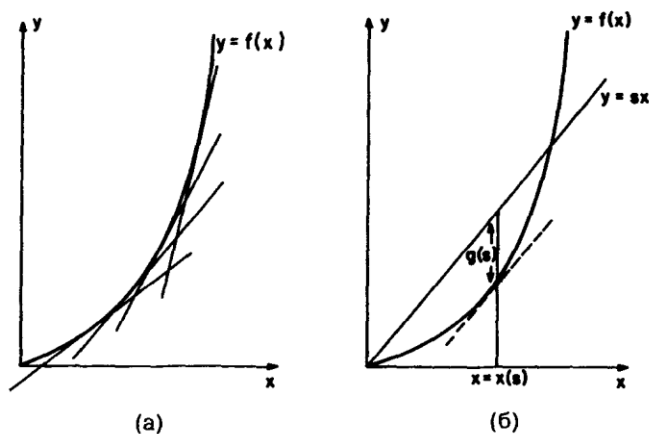 y
y = f(x)
x
(а)
y
y = f(x)
y = sx
g(s)
x = x(s)
x
(б)